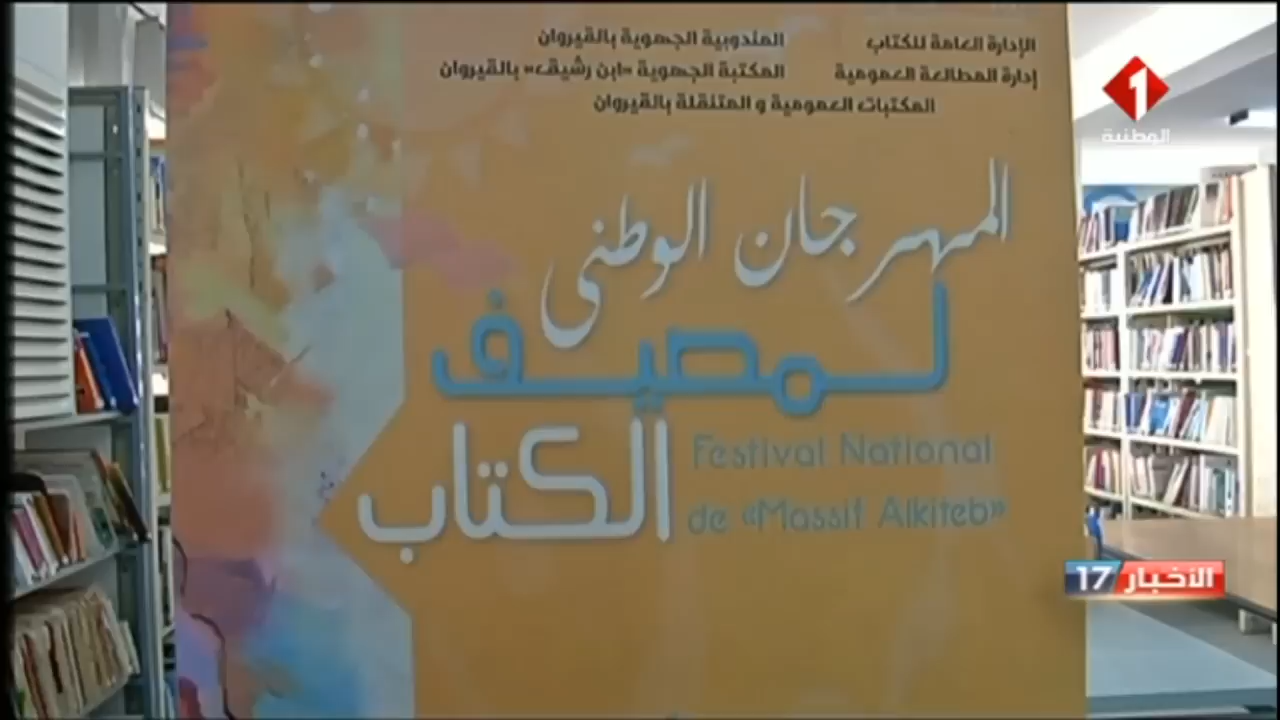 الإدارة العامة للكتاب
إدارة المطالعة العمومية
المندوبية الجهوية بالقيروان
المكتبة الجهوية «ابن رشيق» بالقيروان
المكتبات العمومية و المتنقلة بالقيروان
المهرجان الوطني
لمصيف
الكتاب
Festival National
de «Massif Alkiteb»
1
الوطنية
الأخبار 17